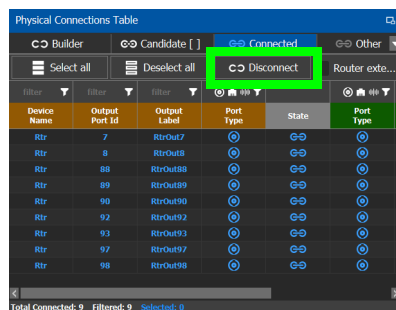 Physical Connections Table
Builder Candidate [ ] Connected Other
Select all Deselect all Disconnect Router exte...
filter filter filter
Device Name Output Port Id Output Label Port Type State Port Type
Rtr 7 RtrOut7
Rtr 8 RtrOut8
Rtr 88 RtrOut88
Rtr 89 RtrOut89
Rtr 90 RtrOut90
Rtr 92 RtrOut92
Rtr 93 RtrOut93
Rtr 97 RtrOut97
Rtr 98 RtrOut98
Total Connected: 9 Filtered: 9 Selected: 0